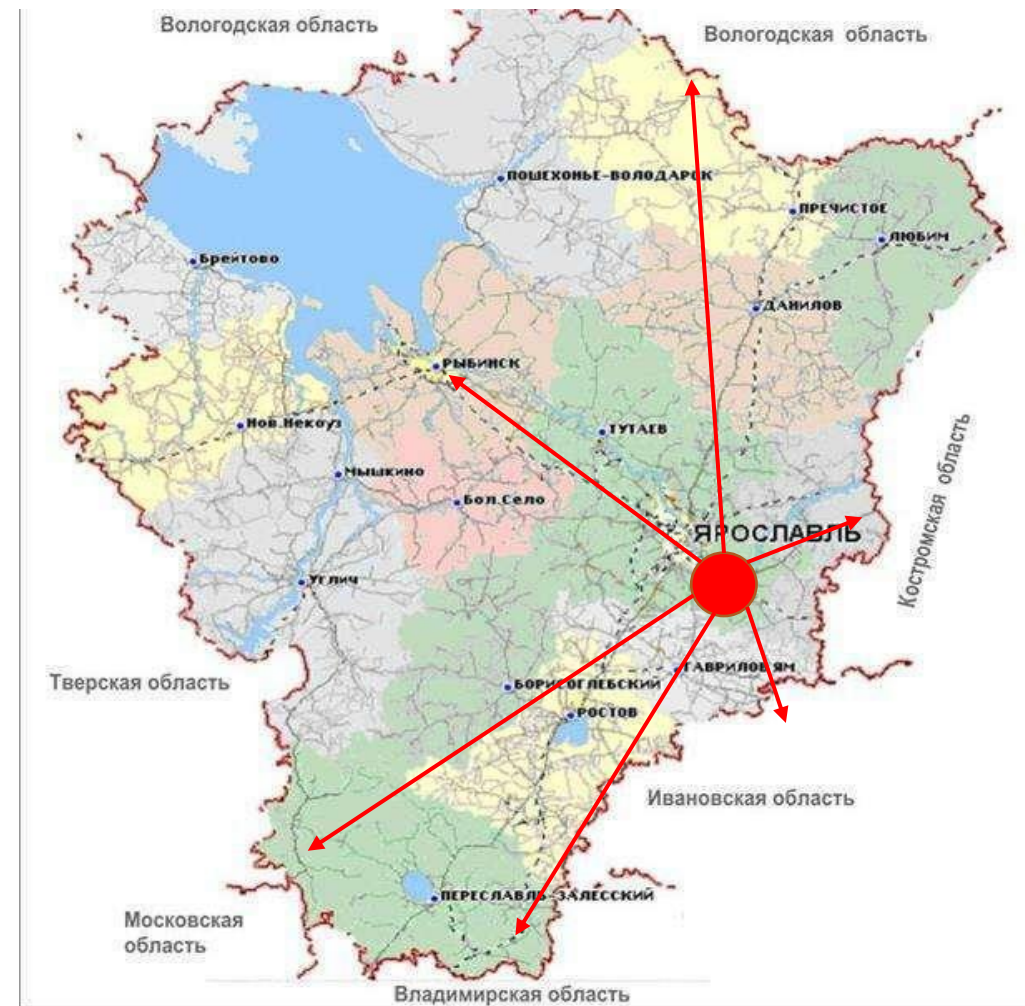 Вологодская область
Вологодская область
ПОШЕХОНЬЕ-ВОЛОДАРСК
ПРЕЧИСТОЕ
ЛЮБИМ
Брейтово
ДАНИЛОВ
РЫБИНСК
Нов.Некоуз
ТУТАЕВ
Мышкино
Бол.Село
ЯРОСЛАВЛЬ
Костромская область
Углич
ГАВРИЛОВ ЯМ
Тверская область
БОРИСОГЛЕБСКИЙ
РОСТОВ
Ивановская область
ПЕРЕСЛАВЛЬ-ЗАЛЕССКИЙ
Московская
область
Владимирская область